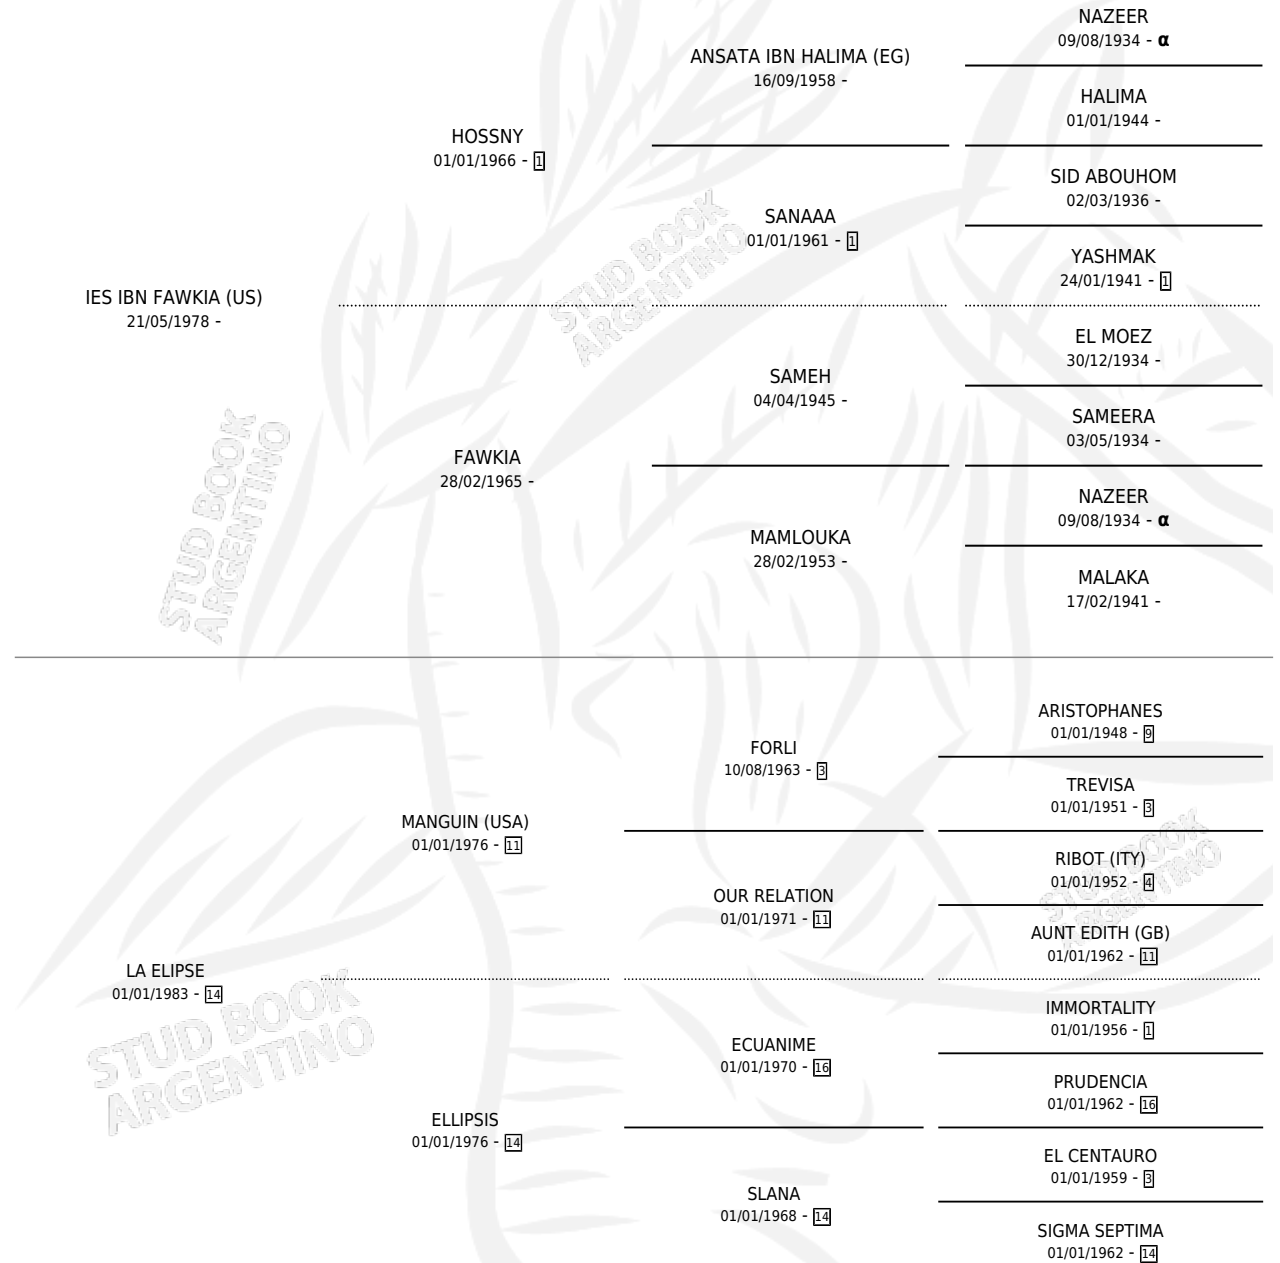 NAZEER
09/08/1934 - α
ANSATA IBN HALIMA (EG)
16/09/1958 -
HALIMA
01/01/1944 -
HOSSNY
01/01/1966 - 1
SID ABOUHOM
02/03/1936 -
SANAAA
01/01/1961 - 1
YASHMAK
24/01/1941 - 1
IES IBN FAWKIA (US)
21/05/1978 -
EL MOEZ
30/12/1934 -
SAMEH
04/04/1945 -
SAMEERA
03/05/1934 -
FAWKIA
28/02/1965 -
NAZEER
09/08/1934 - α
MAMLOUKA
28/02/1953 -
MALAKA
17/02/1941 -
STUD BOOK
ARGENTINO
STUD BOOK
ARGENTINO
ARISTOPHANES
01/01/1948 - 9
FORLI
10/08/1963 - 3
TREVISA
01/01/1951 - 3
MANGUIN (USA)
01/01/1976 - 11
RIBOT (ITY)
01/01/1952 - 4
OUR RELATION
01/01/1971 - 11
AUNT EDITH (GB)
01/01/1962 - 11
LA ELIPSE
01/01/1983 - 14
IMMORTALITY
01/01/1956 - 1
ECUANIME
01/01/1970 - 16
PRUDENCIA
01/01/1962 - 16
ELLIPSIS
01/01/1976 - 14
EL CENTAURO
01/01/1959 - 3
SLANA
01/01/1968 - 14
SIGMA SEPTIMA
01/01/1962 - 14
STUD BOOK
ARGENTINO
STUD BOOK
ARGENTINO